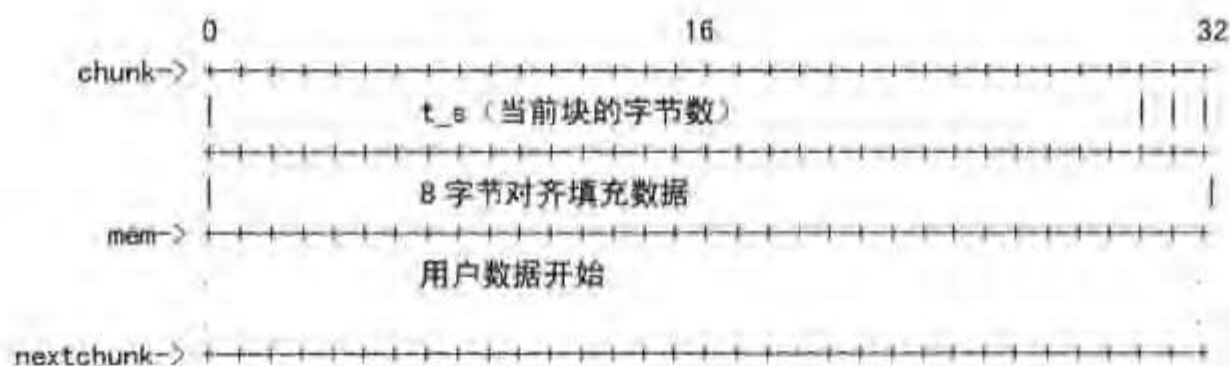 0 16 32
chunk->
t_s（当前块的字节数）
8 字节对齐填充数据
mem->
用户数据开始
nextchunk->